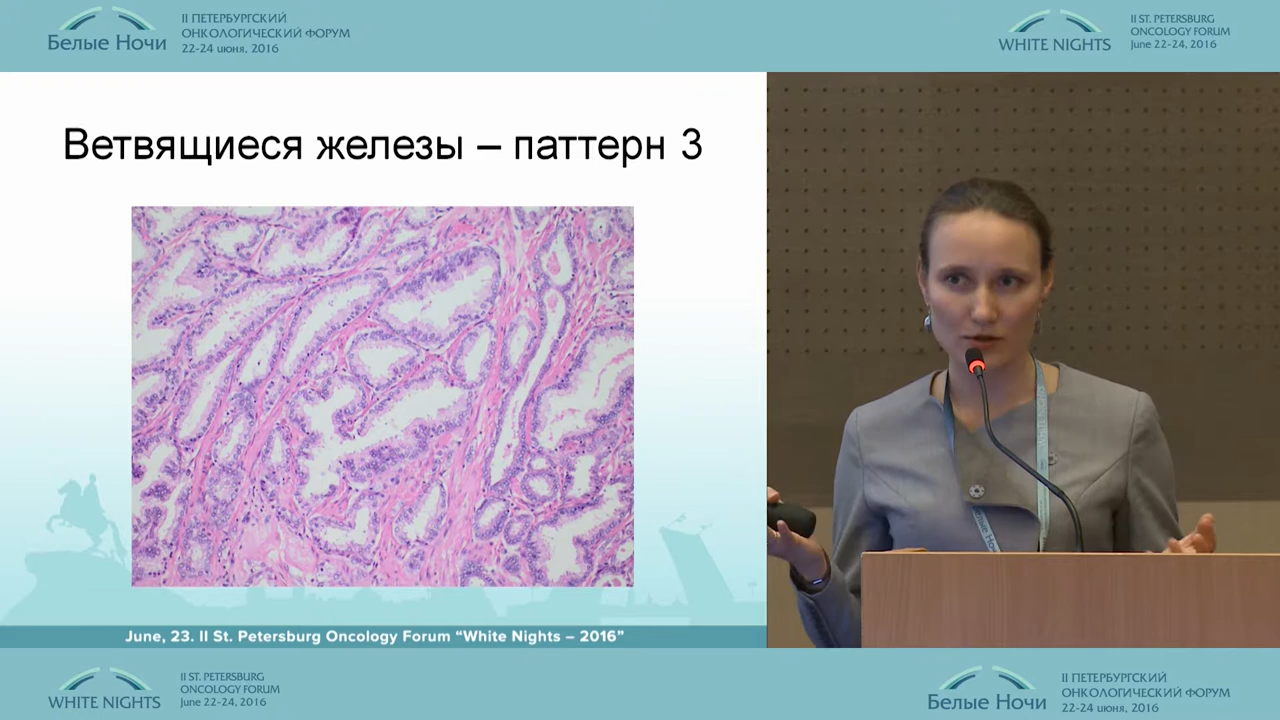 Белые Ночи
II ПЕТЕРБУРГСКИЙ
ОНКОЛОГИЧЕСКИЙ ФОРУМ
22-24 июня, 2016
WHITE NIGHTS
II ST. PETERSBURG
ONCOLOGY FORUM
June 22-24, 2016
Ветвящиеся железы – паттерн 3
June, 23. II St. Petersburg Oncology Forum “White Nights – 2016”
WHITE NIGHTS
II ST. PETERSBURG
ONCOLOGY FORUM
June 22-24, 2016
Белые Ночи
II ПЕТЕРБУРГСКИЙ
ОНКОЛОГИЧЕСКИЙ ФОРУМ
22-24 июня, 2016